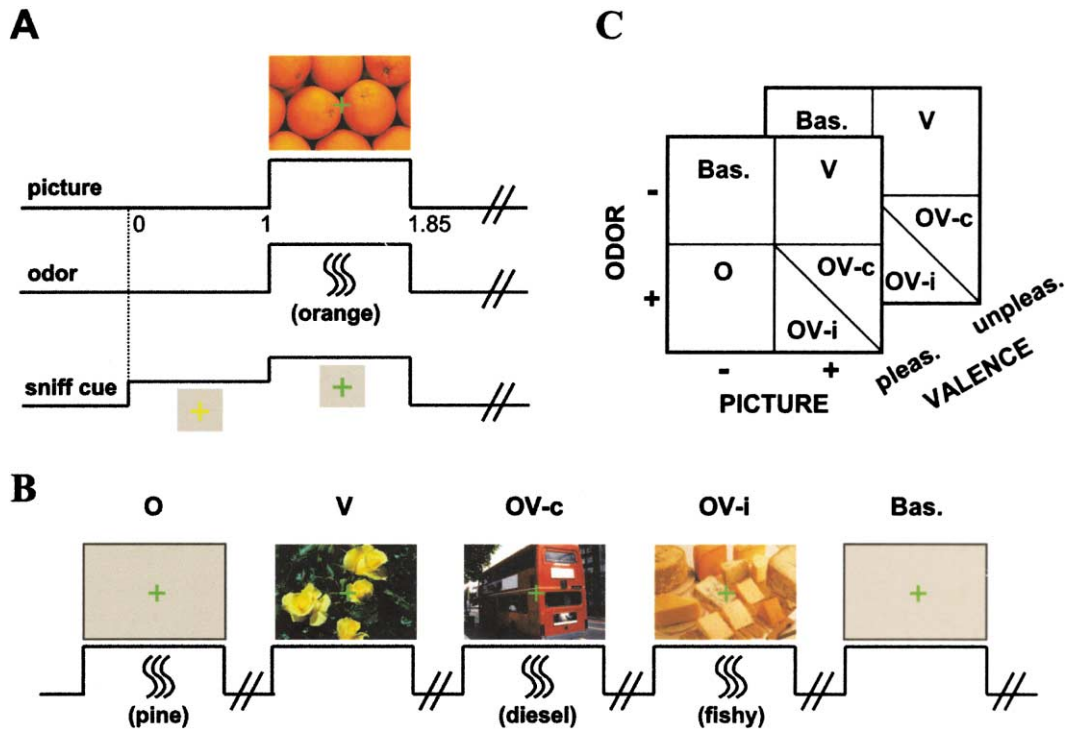 A
picture
0 1 1.85
odor
(orange)
sniff cue
C
Bas. V
Bas. V
-
ODOR
+
O OV-c
OV-i
OV-c
OV-i
- +
PICTURE
pleas. unpleas.
VALENCE
B
O V OV-c OV-i Bas.
(pine) (diesel) (fishy)